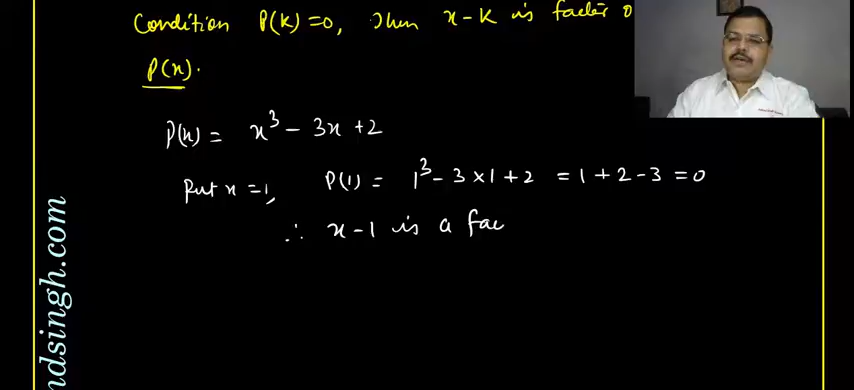 Condition P(K)=0, Then x-K is factor o
P(x).
P(x) = x³ - 3x + 2
Put x = 1, P(1) = 1³ - 3 × 1 + 2 = 1 + 2 - 3 = 0
∴ x - 1 is a fac
ndsingh.com